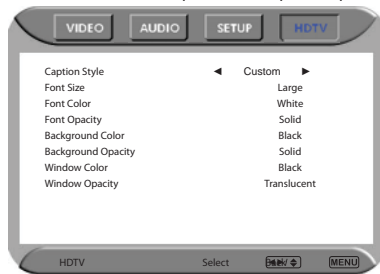 VIDEO AUDIO SETUP HDTV
Caption Style ◀ Custom ▶
Font Size Large
Font Color White
Font Opacity Solid
Background Color Black
Background Opacity Solid
Window Color Black
Window Opacity Translucent
HDTV Select MENU